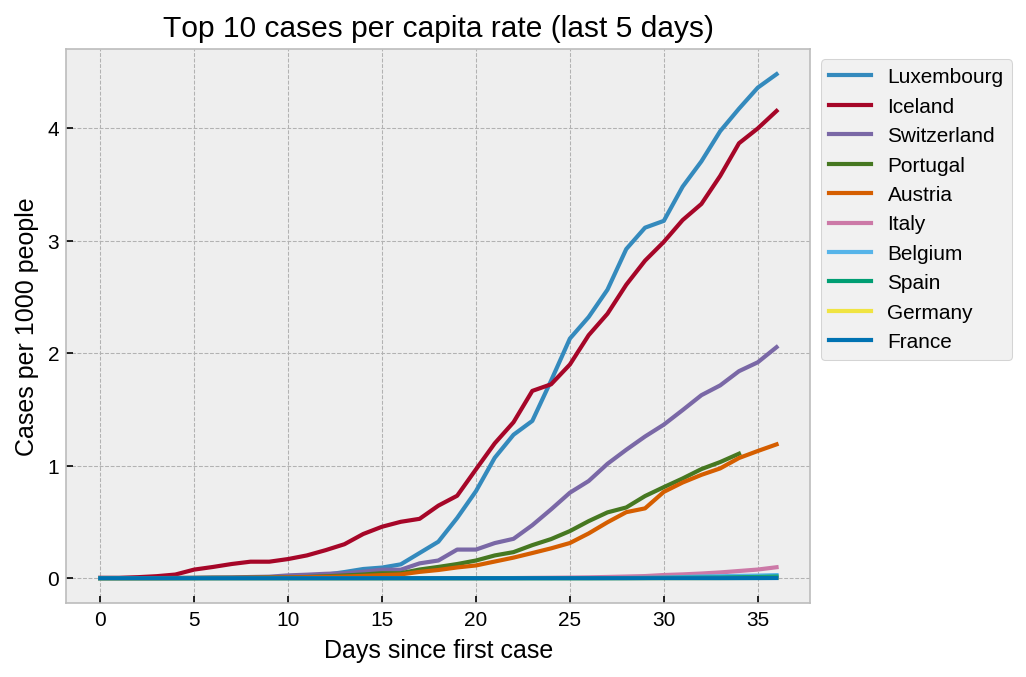 Top 10 cases per capita rate (last 5 days)
Cases per 1000 people
4
3
2
1
0
0 5 10 15 20 25 30 35
Days since first case
Luxembourg
Iceland
Switzerland
Portugal
Austria
Italy
Belgium
Spain
Germany
France